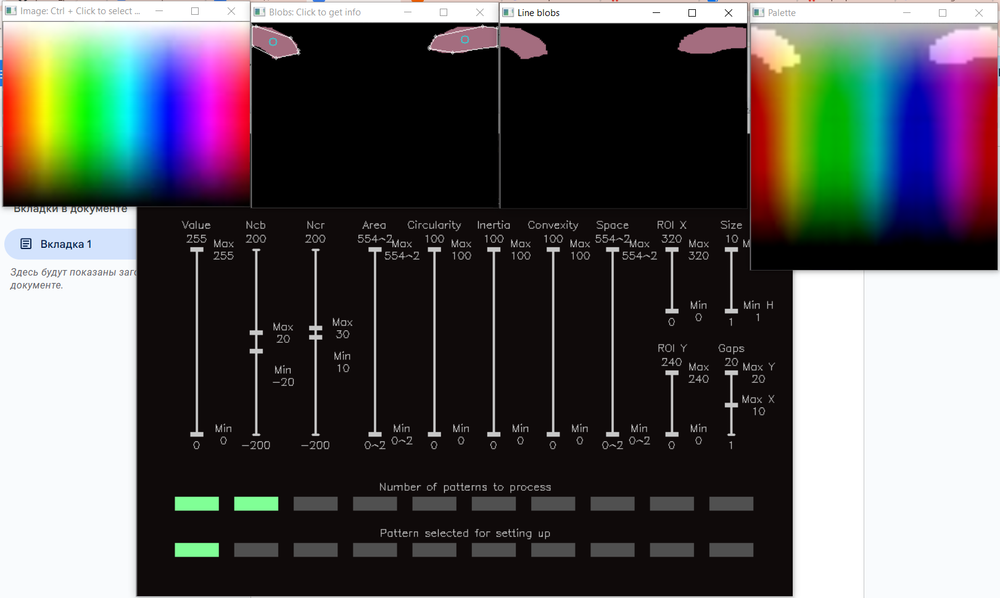 Image: Ctrl + Click to select ...
Blobs: Click to get info
Line blobs
Palette
Вкладки в документе
Вкладка 1
Здесь будут показаны заго
документе.
Value Ncb Ncr Area Circularity Inertia Convexity Space ROI X Size
255 200 200 554^2 100 100 100 554^2 320 10
Max Max Max Max Max Max Max M
255 554^2 100 100 100 554^2 320
Max
20
Min
-20
Max
30
Min
10
Min
0
0
Min H
1
1
ROI Y Gaps
240 20
Max Max Y
240 20
Max X
10
Min Min Min Min Min Min Min
0 0^2 0 0 0 0^2 0
0 -200 -200 0^2 0 0 0 0^2 0 1
Number of patterns to process
Pattern selected for setting up